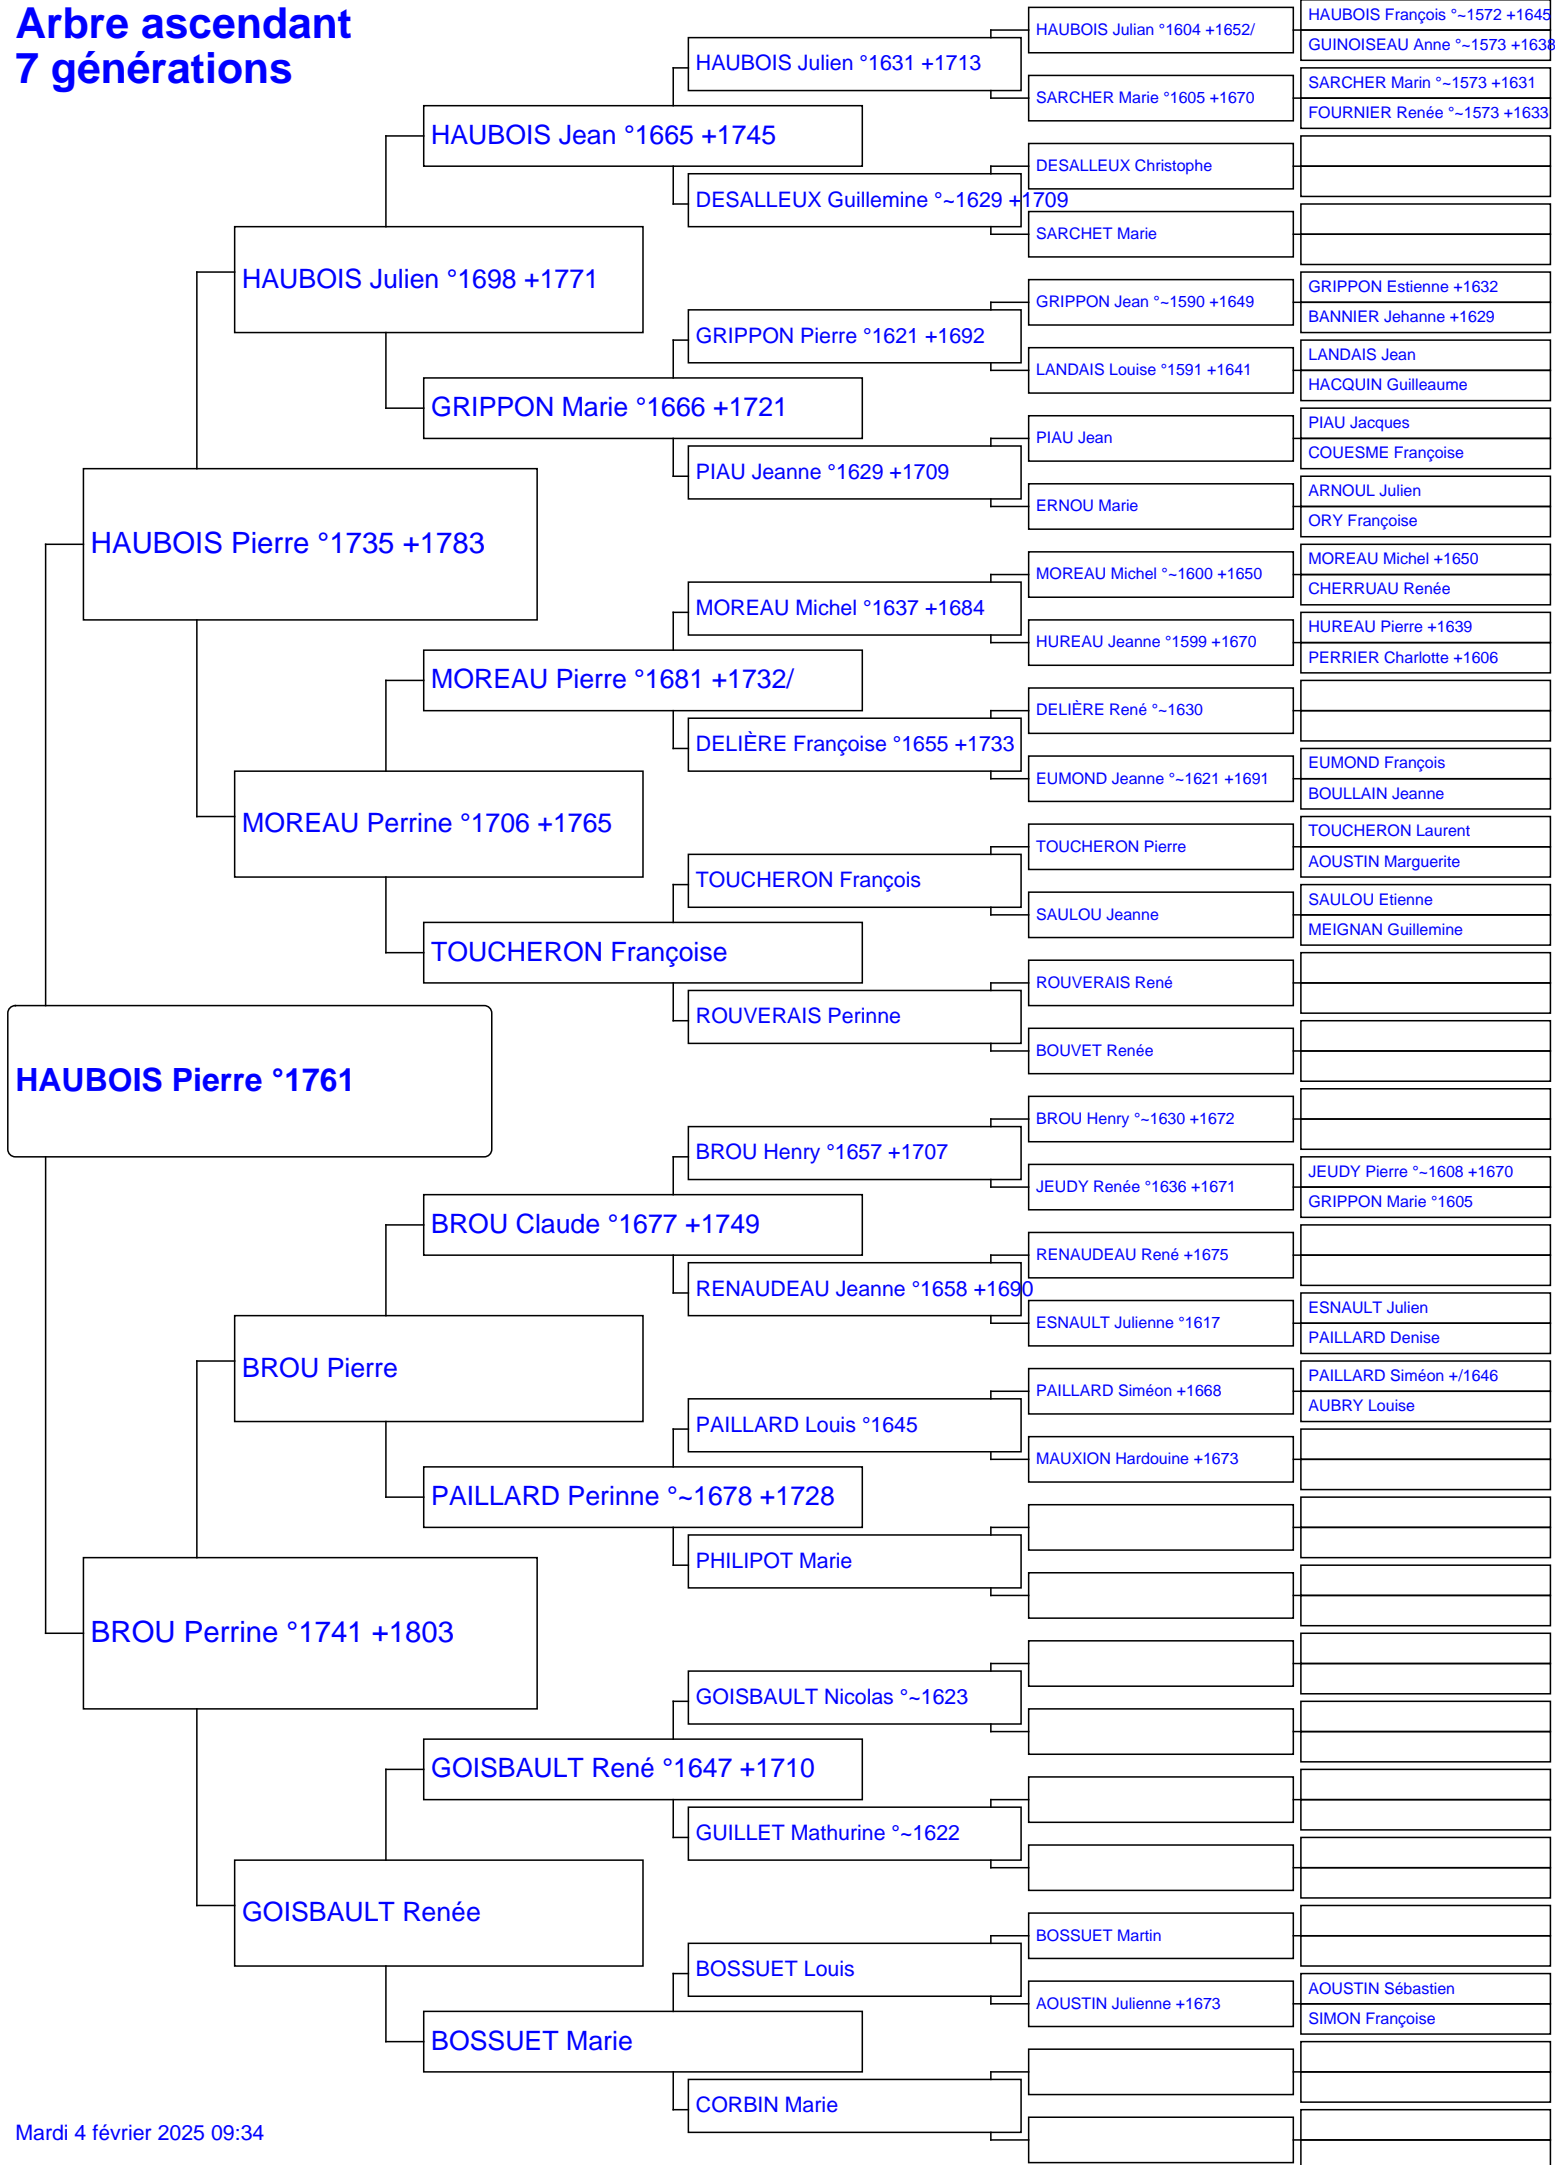 Arbre ascendant
7 générations
HAUBOIS Pierre °1761
HAUBOIS Pierre °1735 +1783
BROU Perrine °1741 +1803
HAUBOIS Julien °1698 +1771
MOREAU Perrine °1706 +1765
BROU Pierre
GOISBAULT Renée
HAUBOIS Jean °1665 +1745
GRIPPON Marie °1666 +1721
MOREAU Pierre °1681 +1732/
TOUCHERON Françoise
BROU Claude °1677 +1749
PAILLARD Perinne °~1678 +1728
GOISBAULT René °1647 +1710
BOSSUET Marie
HAUBOIS Julien °1631 +1713
DESALLEUX Guillemine °~1629 +1709
GRIPPON Pierre °1621 +1692
PIAU Jeanne °1629 +1709
MOREAU Michel °1637 +1684
DELIÈRE Françoise °1655 +1733
TOUCHERON François
ROUVERAIS Perinne
BROU Henry °1657 +1707
RENAUDEAU Jeanne °1658 +1690
PAILLARD Louis °1645
PHILIPOT Marie
GOISBAULT Nicolas °~1623
GUILLET Mathurine °~1622
BOSSUET Louis
CORBIN Marie
HAUBOIS Julian °1604 +1652/
SARCHER Marie °1605 +1670
DESALLEUX Christophe
SARCHET Marie
GRIPPON Jean °~1590 +1649
LANDAIS Louise °1591 +1641
PIAU Jean
ERNOU Marie
MOREAU Michel °~1600 +1650
HUREAU Jeanne °1599 +1670
DELIÈRE René °~1630
EUMOND Jeanne °~1621 +1691
TOUCHERON Pierre
SAULOU Jeanne
ROUVERAIS René
BOUVET Renée
BROU Henry °~1630 +1672
JEUDY Renée °1636 +1671
RENAUDEAU René +1675
ESNAULT Julienne °1617
PAILLARD Siméon +1668
MAUXION Hardouine +1673
BOSSUET Martin
AOUSTIN Julienne +1673
HAUBOIS François °~1572 +1645
GUINOISEAU Anne °~1573 +1638
SARCHER Marin °~1573 +1631
FOURNIER Renée °~1573 +1633
GRIPPON Estienne +1632
BANNIER Jehanne +1629
LANDAIS Jean
HACQUIN Guilleaume
PIAU Jacques
COUESME Françoise
ARNOUL Julien
ORY Françoise
MOREAU Michel +1650
CHERRUAU Renée
HUREAU Pierre +1639
PERRIER Charlotte +1606
EUMOND François
BOULLAIN Jeanne
TOUCHERON Laurent
AOUSTIN Marguerite
SAULOU Etienne
MEIGNAN Guillemine
JEUDY Pierre °~1608 +1670
GRIPPON Marie °1605
ESNAULT Julien
PAILLARD Denise
PAILLARD Siméon +/1646
AUBRY Louise
AOUSTIN Sébastien
SIMON Françoise
Mardi 4 février 2025 09:34